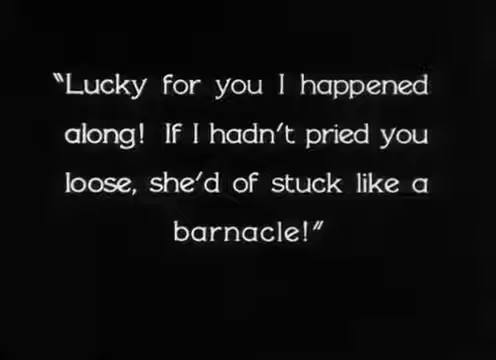 “Lucky for you I happened
along! If I hadn't pried you
loose, she'd of stuck like a
barnacle!”